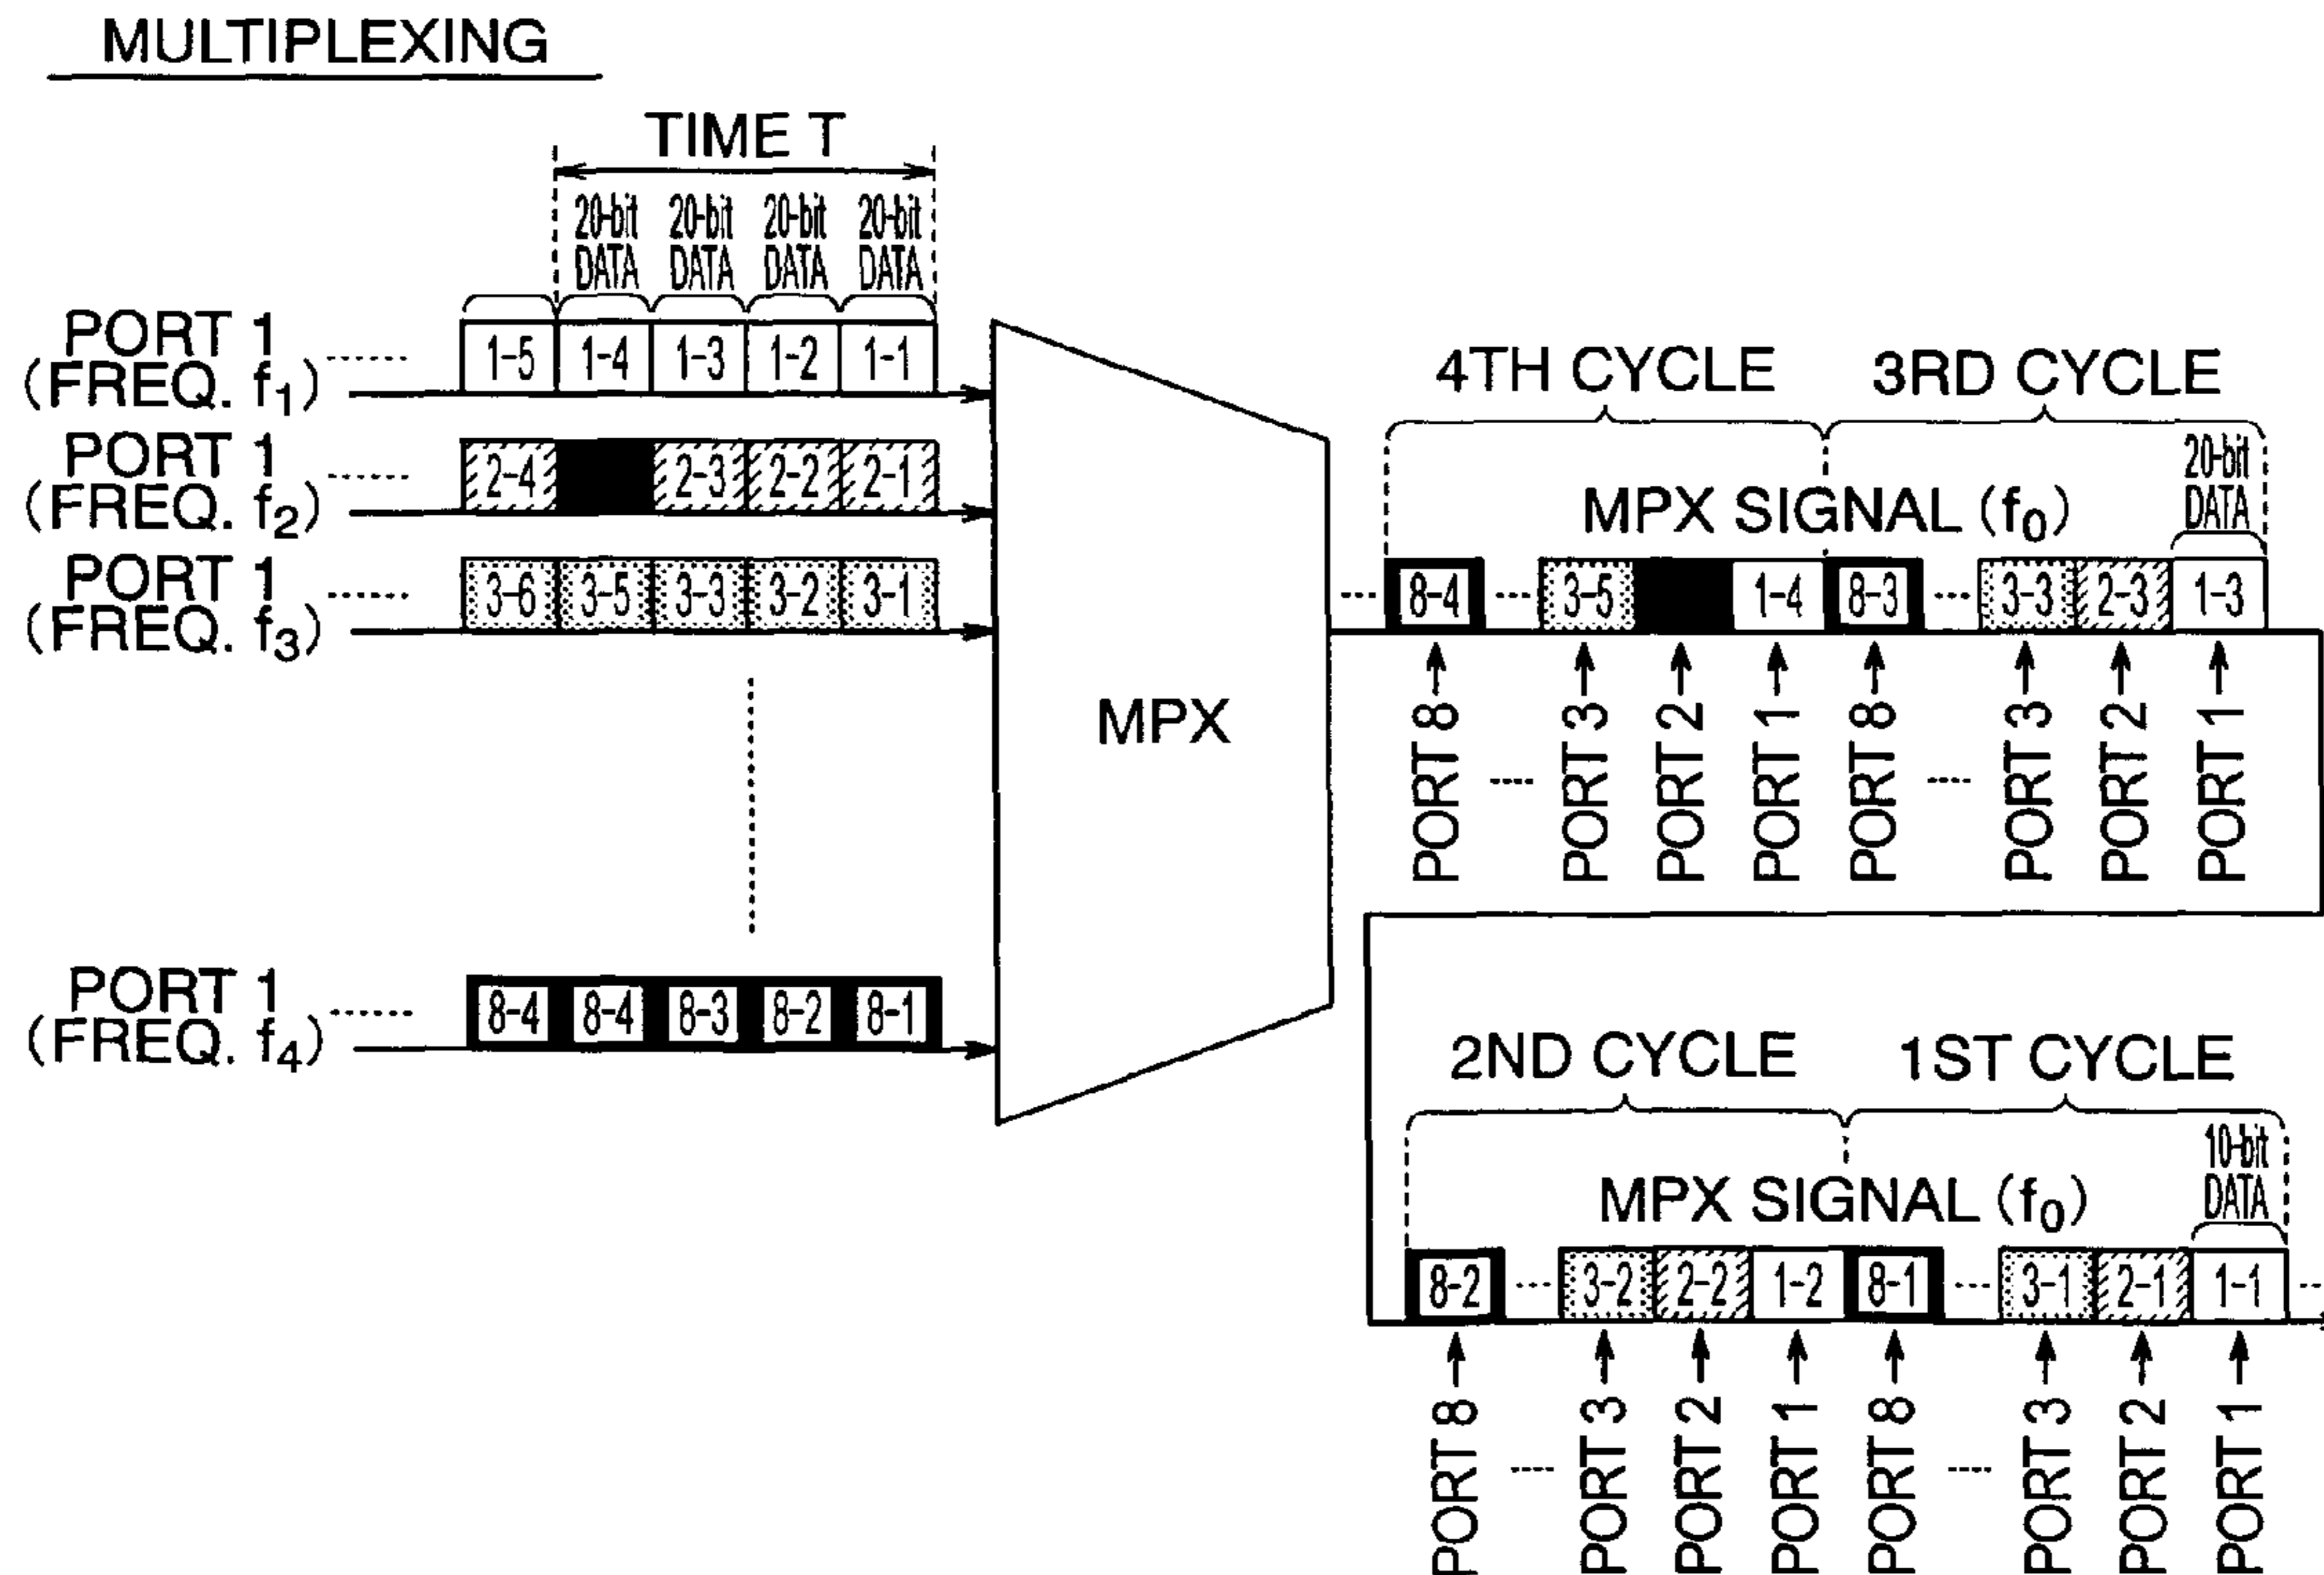 MULTIPLEXING
TIME T
20-bit DATA
20-bit DATA
20-bit DATA
20-bit DATA
PORT 1
(FREQ. f1)
1-5 1-4 1-3 1-2 1-1
PORT 1
(FREQ. f2)
2-4 2-3 2-2 2-1
PORT 1
(FREQ. f3)
3-6 3-5 3-3 3-2 3-1
PORT 1
(FREQ. f4)
8-4 8-4 8-3 8-2 8-1
MPX
4TH CYCLE 3RD CYCLE
20-bit
DATA
MPX SIGNAL (f0)
8-4 3-5 1-4 8-3 3-3 2-3 1-3
PORT 8
PORT 3
PORT 2
PORT 1
PORT 8
PORT 3
PORT 2
PORT 1
2ND CYCLE 1ST CYCLE
10-bit
DATA
MPX SIGNAL (f0)
8-2 3-2 2-2 1-2 8-1 3-1 2-1 1-1
PORT 8
PORT 3
PORT 2
PORT 1
PORT 8
PORT 3
PORT 2
PORT 1